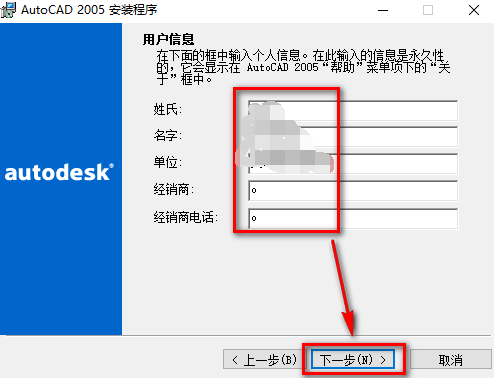 AutoCAD 2005 安装程序
用户信息
在下面的框中输入个人信息。在此输入的信息是永久性
的，它会显示在 AutoCAD 2005“帮助”菜单项下的“关
于”框中。
姓氏:
名字:
单位:
autodesk®
经销商:
o
经销商电话:
o
< 上一步(B)
下一步(N) >
取消